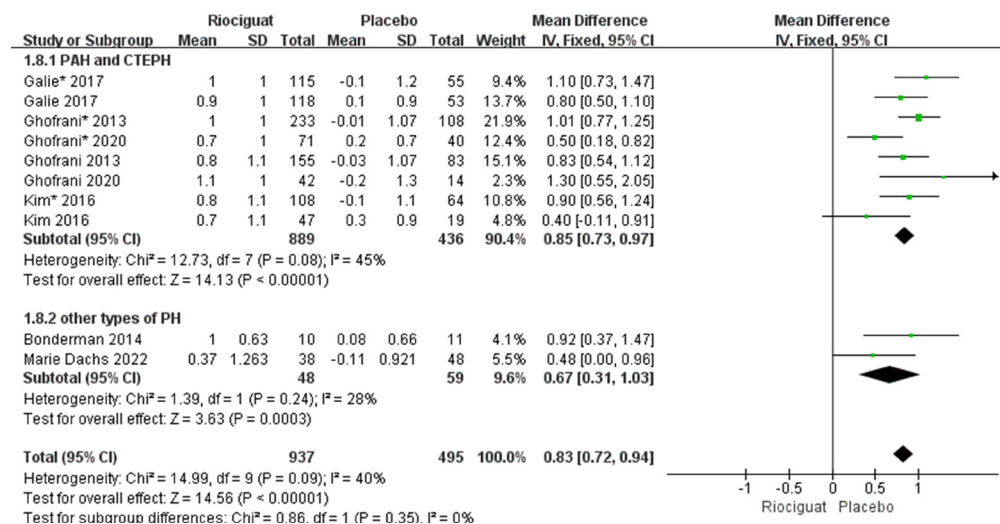 Riociguat Placebo Mean Difference Mean Difference
Study or Subgroup Mean SD Total Mean SD Total Weight IV, Fixed, 95% CI IV, Fixed, 95% CI
1.8.1 PAH and CTEPH
Galie* 2017 1 1 115 -0.1 1.2 55 9.4% 1.10 [0.73, 1.47]
Galie 2017 0.9 1 118 0.1 0.9 53 13.7% 0.80 [0.50, 1.10]
Ghofrani* 2013 1 1 233 -0.01 1.07 108 21.9% 1.01 [0.77, 1.25]
Ghofrani* 2020 0.7 1 71 0.2 0.7 40 12.4% 0.50 [0.18, 0.82]
Ghofrani 2013 0.8 1.1 155 -0.03 1.07 83 15.1% 0.83 [0.54, 1.12]
Ghofrani 2020 1.1 1 42 -0.2 1.3 14 2.3% 1.30 [0.55, 2.05]
Kim* 2016 0.8 1.1 108 -0.1 1.1 64 10.8% 0.90 [0.56, 1.24]
Kim 2016 0.7 1.1 47 0.3 0.9 19 4.8% 0.40 [-0.11, 0.91]
Subtotal (95% CI) 889 436 90.4% 0.85 [0.73, 0.97]
Heterogeneity: Chi² = 12.73, df = 7 (P = 0.08); I² = 45%
Test for overall effect: Z = 14.13 (P < 0.00001)
1.8.2 other types of PH
Bonderman 2014 1 0.63 10 0.08 0.66 11 4.1% 0.92 [0.37, 1.47]
Marie Dachs 2022 0.37 1.263 38 -0.11 0.921 48 5.5% 0.48 [0.00, 0.96]
Subtotal (95% CI) 48 59 9.6% 0.67 [0.31, 1.03]
Heterogeneity: Chi² = 1.39, df = 1 (P = 0.24); I² = 28%
Test for overall effect: Z = 3.63 (P = 0.0003)
Total (95% CI) 937 495 100.0% 0.83 [0.72, 0.94]
Heterogeneity: Chi² = 14.99, df = 9 (P = 0.09); I² = 40%
Test for overall effect: Z = 14.56 (P < 0.00001)
Test for subgroup differences: Chi² = 0.86, df = 1 (P = 0.35), I² = 0%
-1 -0.5 0 0.5 1
Riociguat Placebo